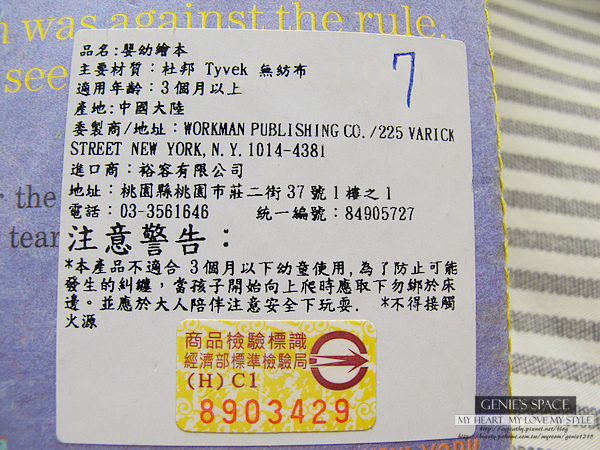 was against the rule.
see
the
tear
品名:嬰幼繪本
主要材質：杜邦 Tyvek 無紡布
適用年齡：3個月以上
產地:中國大陸
委製商/地址：WORKMAN PUBLISHING CO./225 VARICK
STREET NEW YORK, N.Y. 1014-4381
進口商：裕容有限公司
地址：桃園縣桃園市莊二街37號1樓之1
電話：03-3561646 統一編號：84905727
7
注意警告：
*本產品不適合 3個月以下幼童使用,為了防止可能
發生的糾纏，當孩子開始向上爬時應取下勿綁於床
邊。並應於大人陪伴注意安全下玩耍. *不得接觸
火源
商品檢驗標識
經濟部標準檢驗局
(H) C1
8903429
GENIE'S SPACE
MY HEART MY LOVE MY STYLE